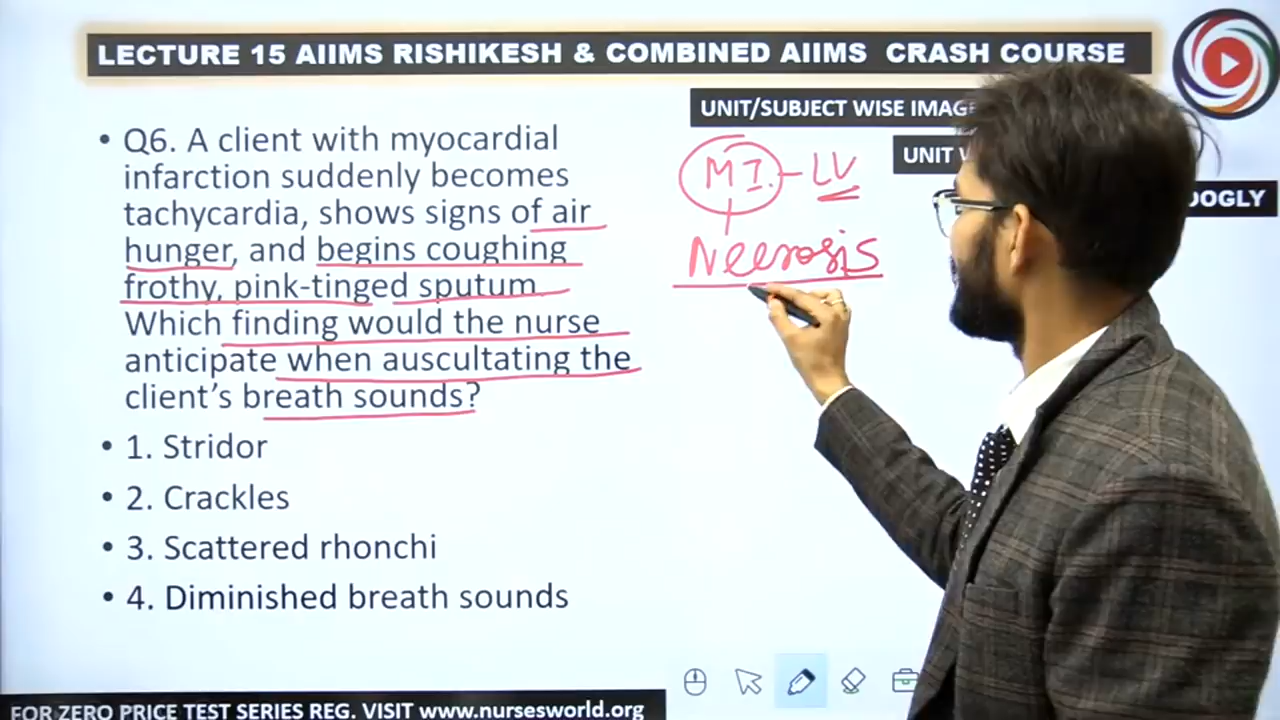 LECTURE 15 AIIMS RISHIKESH & COMBINED AIIMS CRASH COURSE
UNIT/SUBJECT WISE
UNIT
OOGLY
• Q6. A client with myocardial
infarction suddenly becomes
tachycardia, shows signs of air
hunger, and begins coughing
frothy, pink-tinged sputum
Which finding would the nurse
anticipate when auscultating the
client’s breath sounds?
• 1. Stridor
• 2. Crackles
• 3. Scattered rhonchi
• 4. Diminished breath sounds
MI - LV
Necrosis
FOR ZERO PRICE TEST SERIES REG. VISIT www.nursesworld.org